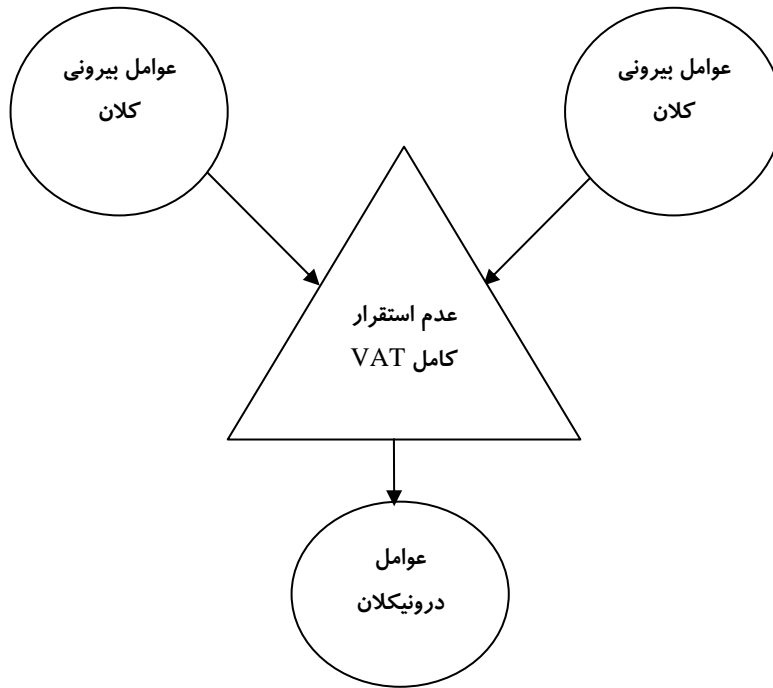 عوامل بیرونی
کلان
عوامل بیرونی
کلان
عدم استقرار
کامل VAT
عوامل
درونیکلان